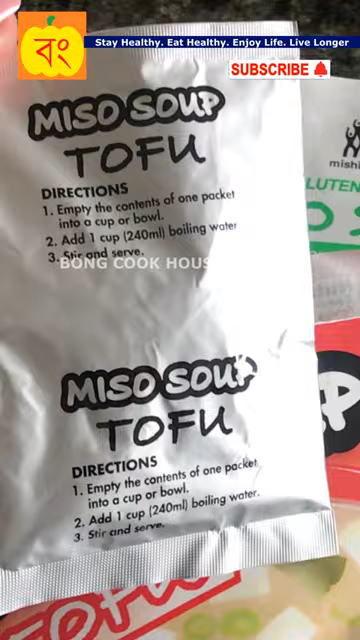 বং
Stay Healthy. Eat Healthy. Enjoy Life. Live Longer
SUBSCRIBE
MISO SOUP
TOFU
DIRECTIONS
1. Empty the contents of one packet
into a cup or bowl.
2. Add 1 cup (240ml) boiling water
3. Stir and serve.
BONG COOK HOUS
mishi
LUTEN
MISO SOUP
TOFU
DIRECTIONS
1. Empty the contents of one packet
into a cup or bowl.
2. Add 1 cup (240ml) boiling water.
3. Stir and serve.
TOFU